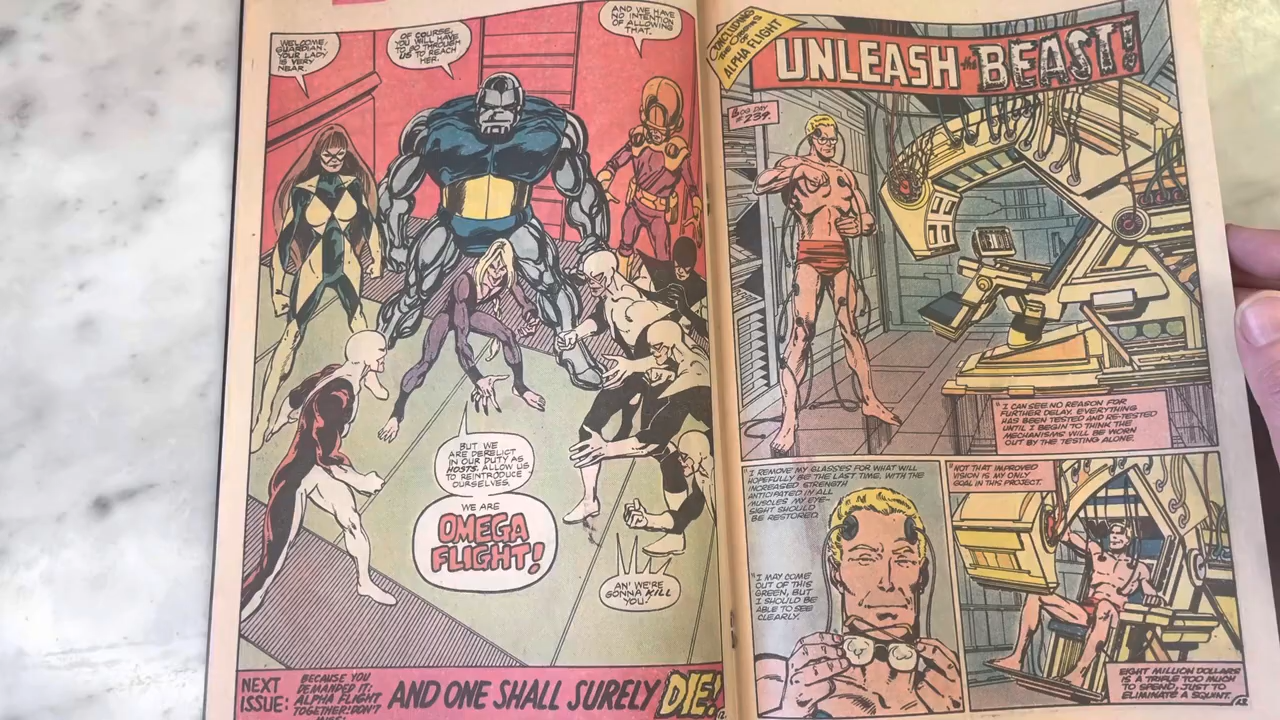 WELCOME,
GUARDIAN.
YOUR LADY
IS VERY
NEAR.
OF COURSE,
YOU WILL HAVE
TO GO THROUGH
US TO REACH
HER.
AND WE HAVE
NO INTENTION
OF ALLOWING
THAT.
BUT WE
ARE DERELICT
IN OUR DUTY AS
HOSTS. ALLOW US
TO REINTRODUCE
OURSELVES.
WE ARE
OMEGA
FLIGHT!
AN' WE'RE
GONNA KILL
YOU!
NEXT
ISSUE:
BECAUSE YOU
DEMANDED IT,
ALPHA FLIGHT
TOGETHER! DON'T
AND ONE SHALL SURELY DIE!
ALPHA FLIGHT
UNLEASH the BEAST!
LOG DAY
# 239.
"I CAN SEE NO REASON FOR
FURTHER DELAY. EVERYTHING
HAS BEEN TESTED AND RE-TESTED
UNTIL I BEGIN TO THINK THE
MECHANISMS WILL BE WORN
OUT BY THE TESTING ALONE.
"I REMOVE MY GLASSES FOR WHAT WILL
HOPEFULLY BE THE LAST TIME. WITH THE
INCREASED STRENGTH
ANTICIPATED IN ALL
MUSCLES MY EYE-
SIGHT SHOULD
BE RESTORED.
"I MAY COME
OUT OF THIS
GREEN, BUT
I SHOULD BE
ABLE TO SEE
CLEARLY.
"NOT THAT IMPROVED
VISION IS MY ONLY
GOAL IN THIS PROJECT.
EIGHT MILLION DOLLARS
IS A TRIFLE TOO MUCH
TO SPEND, JUST TO
ELIMINATE A SQUINT.